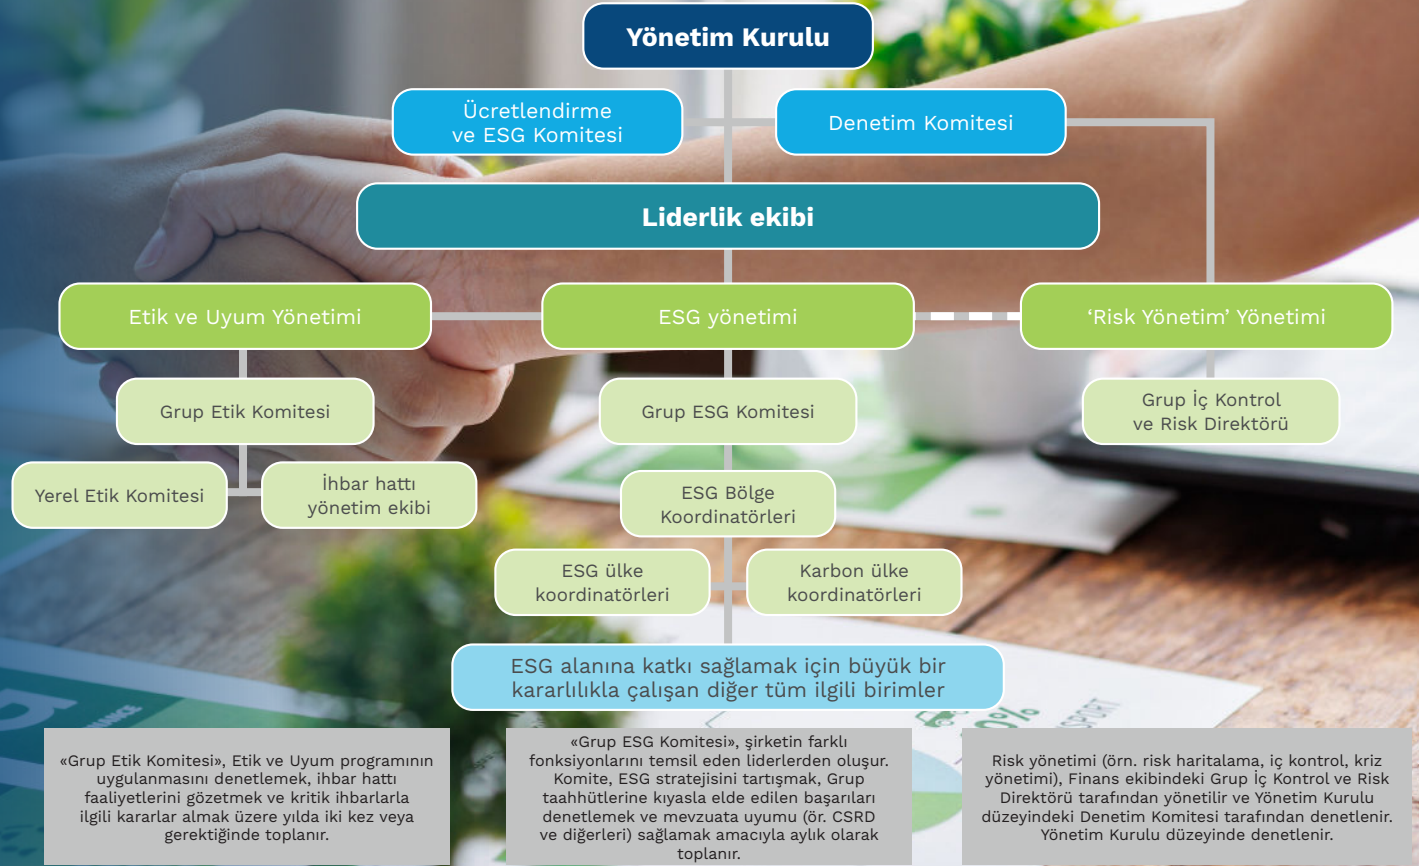 Yönetim Kurulu
Ücretlendirme
ve ESG Komitesi
Denetim Komitesi
Liderlik ekibi
Etik ve Uyum Yönetimi
ESG yönetimi
‘Risk Yönetim’ Yönetimi
Grup Etik Komitesi
Grup ESG Komitesi
Grup İç Kontrol
ve Risk Direktörü
Yerel Etik Komitesi
İhbar hattı
yönetim ekibi
ESG Bölge
Koordinatörleri
ESG ülke
koordinatörleri
Karbon ülke
koordinatörleri
ESG alanına katkı sağlamak için büyük bir
kararlılıkla çalışan diğer tüm ilgili birimler
«Grup Etik Komitesi», Etik ve Uyum programının
uygulanmasını denetlemek, ihbar hattı
faaliyetlerini gözetmek ve kritik ihbarlarla
ilgili kararlar almak üzere yılda iki kez veya
gerektiğinde toplanır.
«Grup ESG Komitesi», şirketin farklı
fonksiyonlarını temsil eden liderlerden oluşur.
Komite, ESG stratejisini tartışmak, Grup
taahhütlerine kıyasla elde edilen başarıları
denetlemek ve mevzuata uyumu (ör. CSRD
ve diğerleri) sağlamak amacıyla aylık olarak
toplanır.
Risk yönetimi (örn. risk haritalama, iç kontrol, kriz
yönetimi), Finans ekibindeki Grup İç Kontrol ve Risk
Direktörü tarafından yönetilir ve Yönetim Kurulu
düzeyindeki Denetim Komitesi tarafından denetlenir.
Yönetim Kurulu düzeyinde denetlenir.